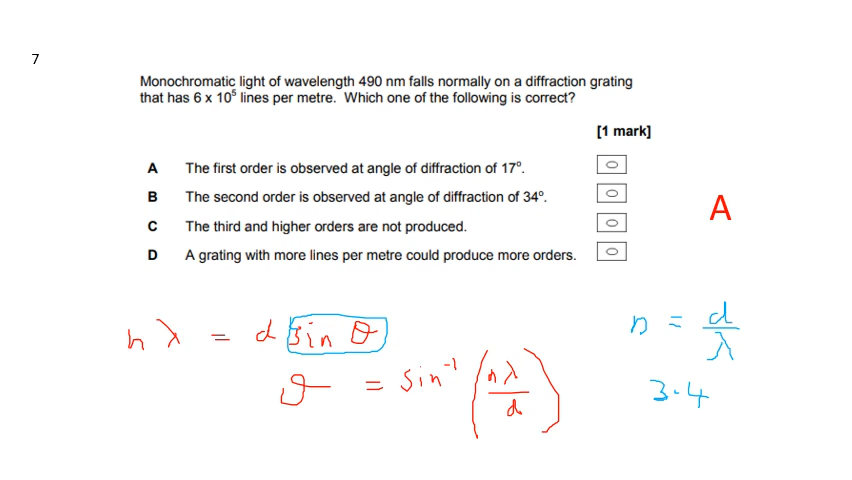 7
Monochromatic light of wavelength 490 nm falls normally on a diffraction grating
that has 6 x 10⁵ lines per metre. Which one of the following is correct?
[1 mark]
A The first order is observed at angle of diffraction of 17°.
B The second order is observed at angle of diffraction of 34°.
C The third and higher orders are not produced.
D A grating with more lines per metre could produce more orders.
A
nλ = d sin θ
n = d/λ
θ = sin⁻¹ (nλ/d)
3.4